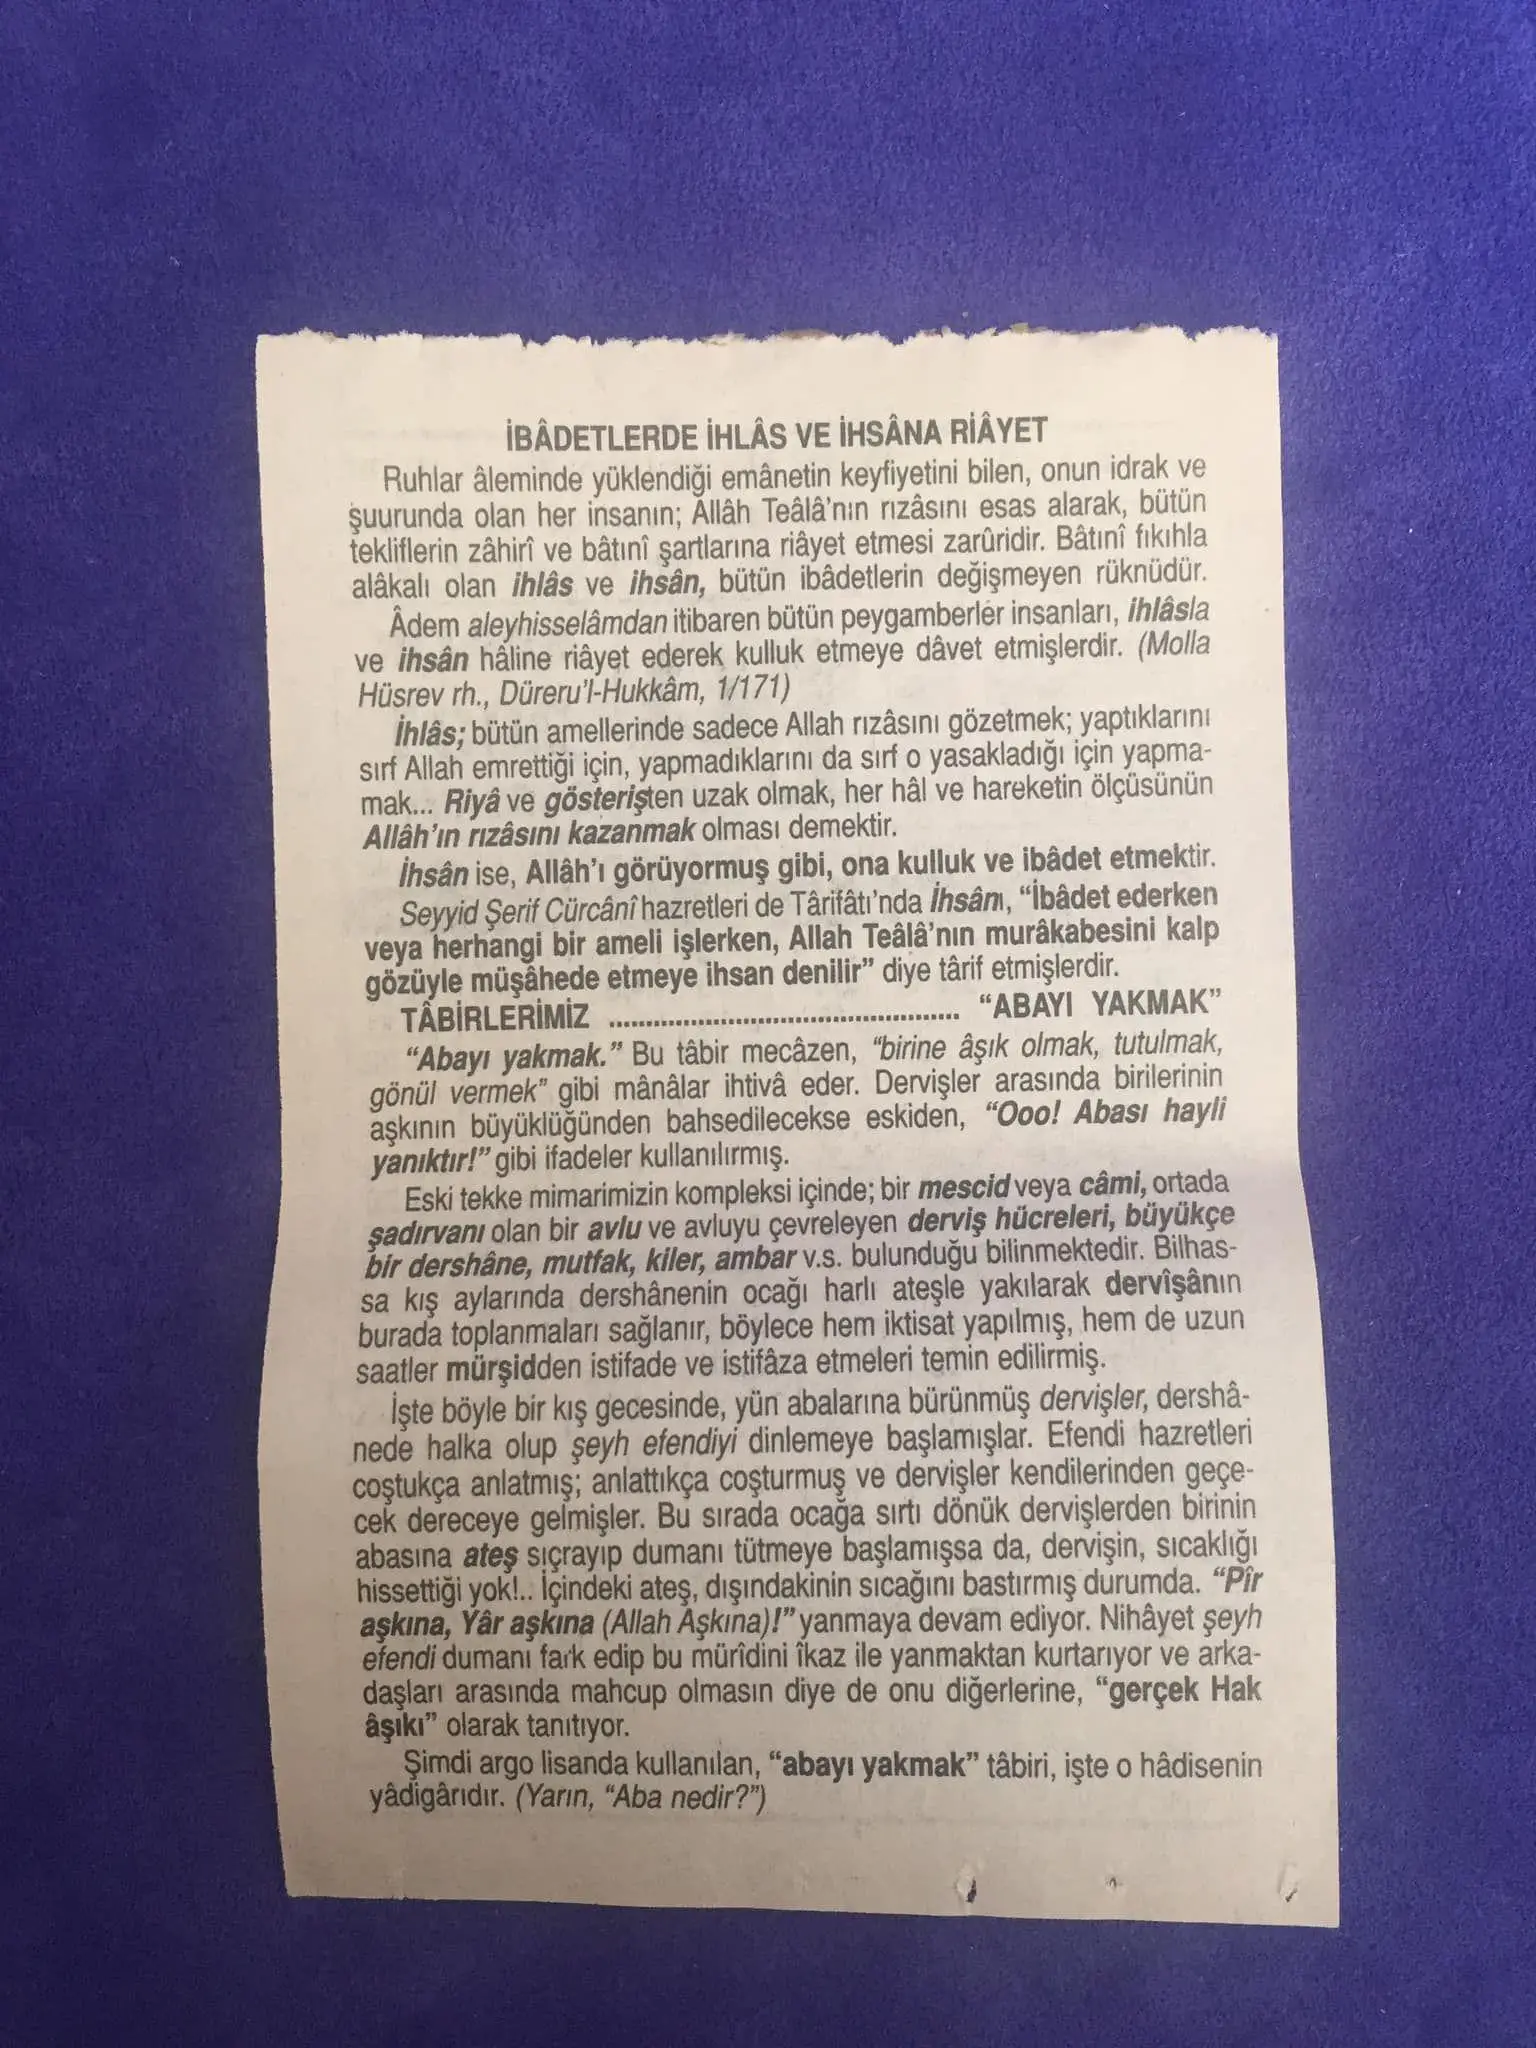 İBÂDETLERDE İHLÂS VE İHSÂNA RİÂYET
Ruhlar âleminde yüklendiği emânetin keyfiyetini bilen, onun idrak ve
şuurunda olan her insanın; Allâh Teâlâ'nın rızâsını esas alarak, bütün
tekliflerin zâhirî ve bâtınî şartlarına riâyet etmesi zarûridir. Bâtınî fıkıhla
alâkalı olan ihlâs ve ihsân, bütün ibâdetlerin değişmeyen rüknüdür.
Âdem aleyhisselâmdan itibaren bütün peygamberler insanları, ihlâsla
ve ihsân hâline riâyet ederek kulluk etmeye dâvet etmişlerdir. (Molla
Hüsrev rh., Düreru'l-Hukkâm, 1/171)
İhlâs; bütün amellerinde sadece Allah rızâsını gözetmek; yaptıklarını
sırf Allah emrettiği için, yapmadıklarını da sırf o yasakladığı için yapma-
mak... Riyâ ve gösterişten uzak olmak, her hâl ve hareketin ölçüsünün
Allâh'ın rızâsını kazanmak olması demektir.
İhsân ise, Allâh'ı görüyormuş gibi, ona kulluk ve ibâdet etmektir.
Seyyid Şerif Cürcânî hazretleri de Târifâtı'nda İhsânı, “İbâdet ederken
veya herhangi bir ameli işlerken, Allah Teâlâ'nın murâkabesini kalp
gözüyle müşâhede etmeye ihsan denilir” diye târif etmişlerdir.
TÂBİRLERİMİZ ................................................ “ABAYI YAKMAK”
“Abayı yakmak.” Bu tâbir mecâzen, “birine âşık olmak, tutulmak,
gönül vermek” gibi mânâlar ihtivâ eder. Dervişler arasında birilerinin
aşkının büyüklüğünden bahsedilecekse eskiden, “Ooo! Abası hayli
yanıktır!” gibi ifadeler kullanılırmış.
Eski tekke mimarimizin kompleksi içinde; bir mescid veya câmi, ortada
şadırvanı olan bir avlu ve avluyu çevreleyen derviş hücreleri, büyükçe
bir dershâne, mutfak, kiler, ambar v.s. bulunduğu bilinmektedir. Bilhas-
sa kış aylarında dershânenin ocağı harlı ateşle yakılarak dervîşânın
burada toplanmaları sağlanır, böylece hem iktisat yapılmış, hem de uzun
saatler mürşidden istifade ve istifâza etmeleri temin edilirmiş.
İşte böyle bir kış gecesinde, yün abalarına bürünmüş dervişler, dershâ-
nede halka olup şeyh efendiyi dinlemeye başlamışlar. Efendi hazretleri
coştukça anlatmış; anlattıkça coşturmuş ve dervişler kendilerinden geçe-
cek dereceye gelmişler. Bu sırada ocağa sırtı dönük dervişlerden birinin
abasına ateş sıçrayıp dumanı tütmeye başlamışsa da, dervişin, sıcaklığı
hissettiği yok!.. İçindeki ateş, dışındakinin sıcağını bastırmış durumda. “Pîr
aşkına, Yâr aşkına (Allah Aşkına)!” yanmaya devam ediyor. Nihâyet şeyh
efendi dumanı fark edip bu mürîdini îkaz ile yanmaktan kurtarıyor ve arka-
daşları arasında mahcup olmasın diye de onu diğerlerine, “gerçek Hak
âşıkı” olarak tanıtıyor.
Şimdi argo lisanda kullanılan, “abayı yakmak” tâbiri, işte o hâdisenin
yâdigârıdır. (Yarın, “Aba nedir?”)